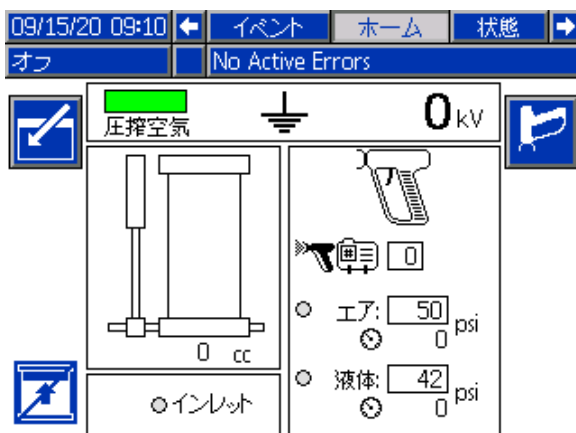 09/15/20 09:10 イベント ホーム 状態
オフ No Active Errors
圧搾空気 0 kV
# 0
エア: 50 psi
0
0 cc
液体: 42 psi
0
インレット